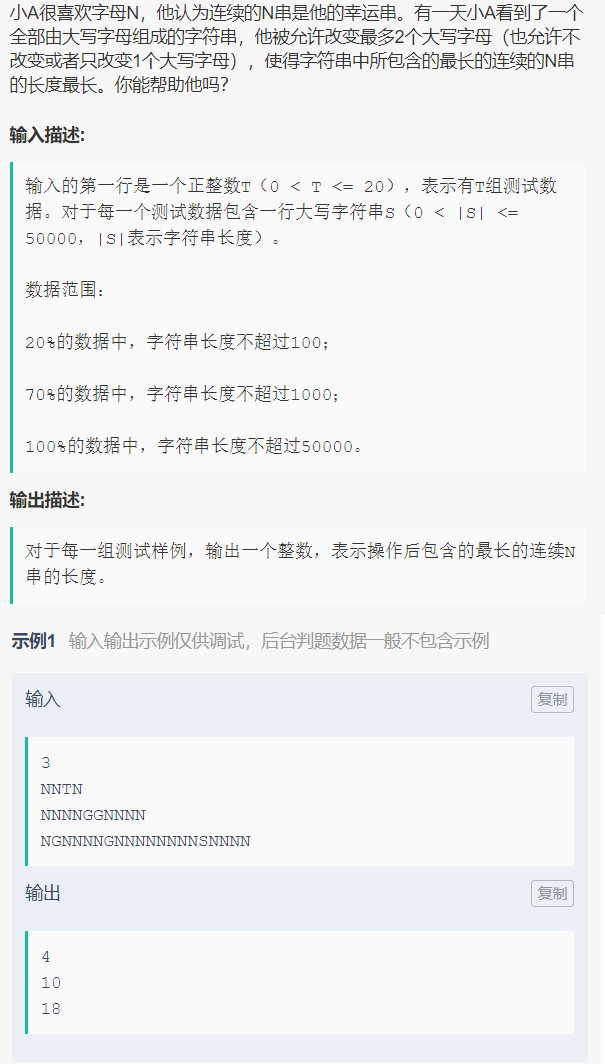 小A很喜欢字母N，他认为连续的N串是他的幸运串。有一天小A看到了一个
全部由大写字母组成的字符串，他被允许改变最多2个大写字母（也允许不
改变或者只改变1个大写字母），使得字符串中所包含的最长的连续的N串
的长度最长。你能帮助他吗？
输入描述:
输入的第一行是一个正整数T（0 < T <= 20），表示有T组测试数
据。对于每一个测试数据包含一行大写字符串S（0 < |S| <=
50000，|S|表示字符串长度）。
数据范围：
20%的数据中，字符串长度不超过100；
70%的数据中，字符串长度不超过1000；
100%的数据中，字符串长度不超过50000。
输出描述:
对于每一组测试样例，输出一个整数，表示操作后包含的最长的连续N
串的长度。
示例1 输入输出示例仅供调试，后台判题数据一般不包含示例
输入 复制
3
NNTN
NNNNGGNNNN
NGNNNNGNNNNNNNNSNNNN
输出 复制
4
10
18